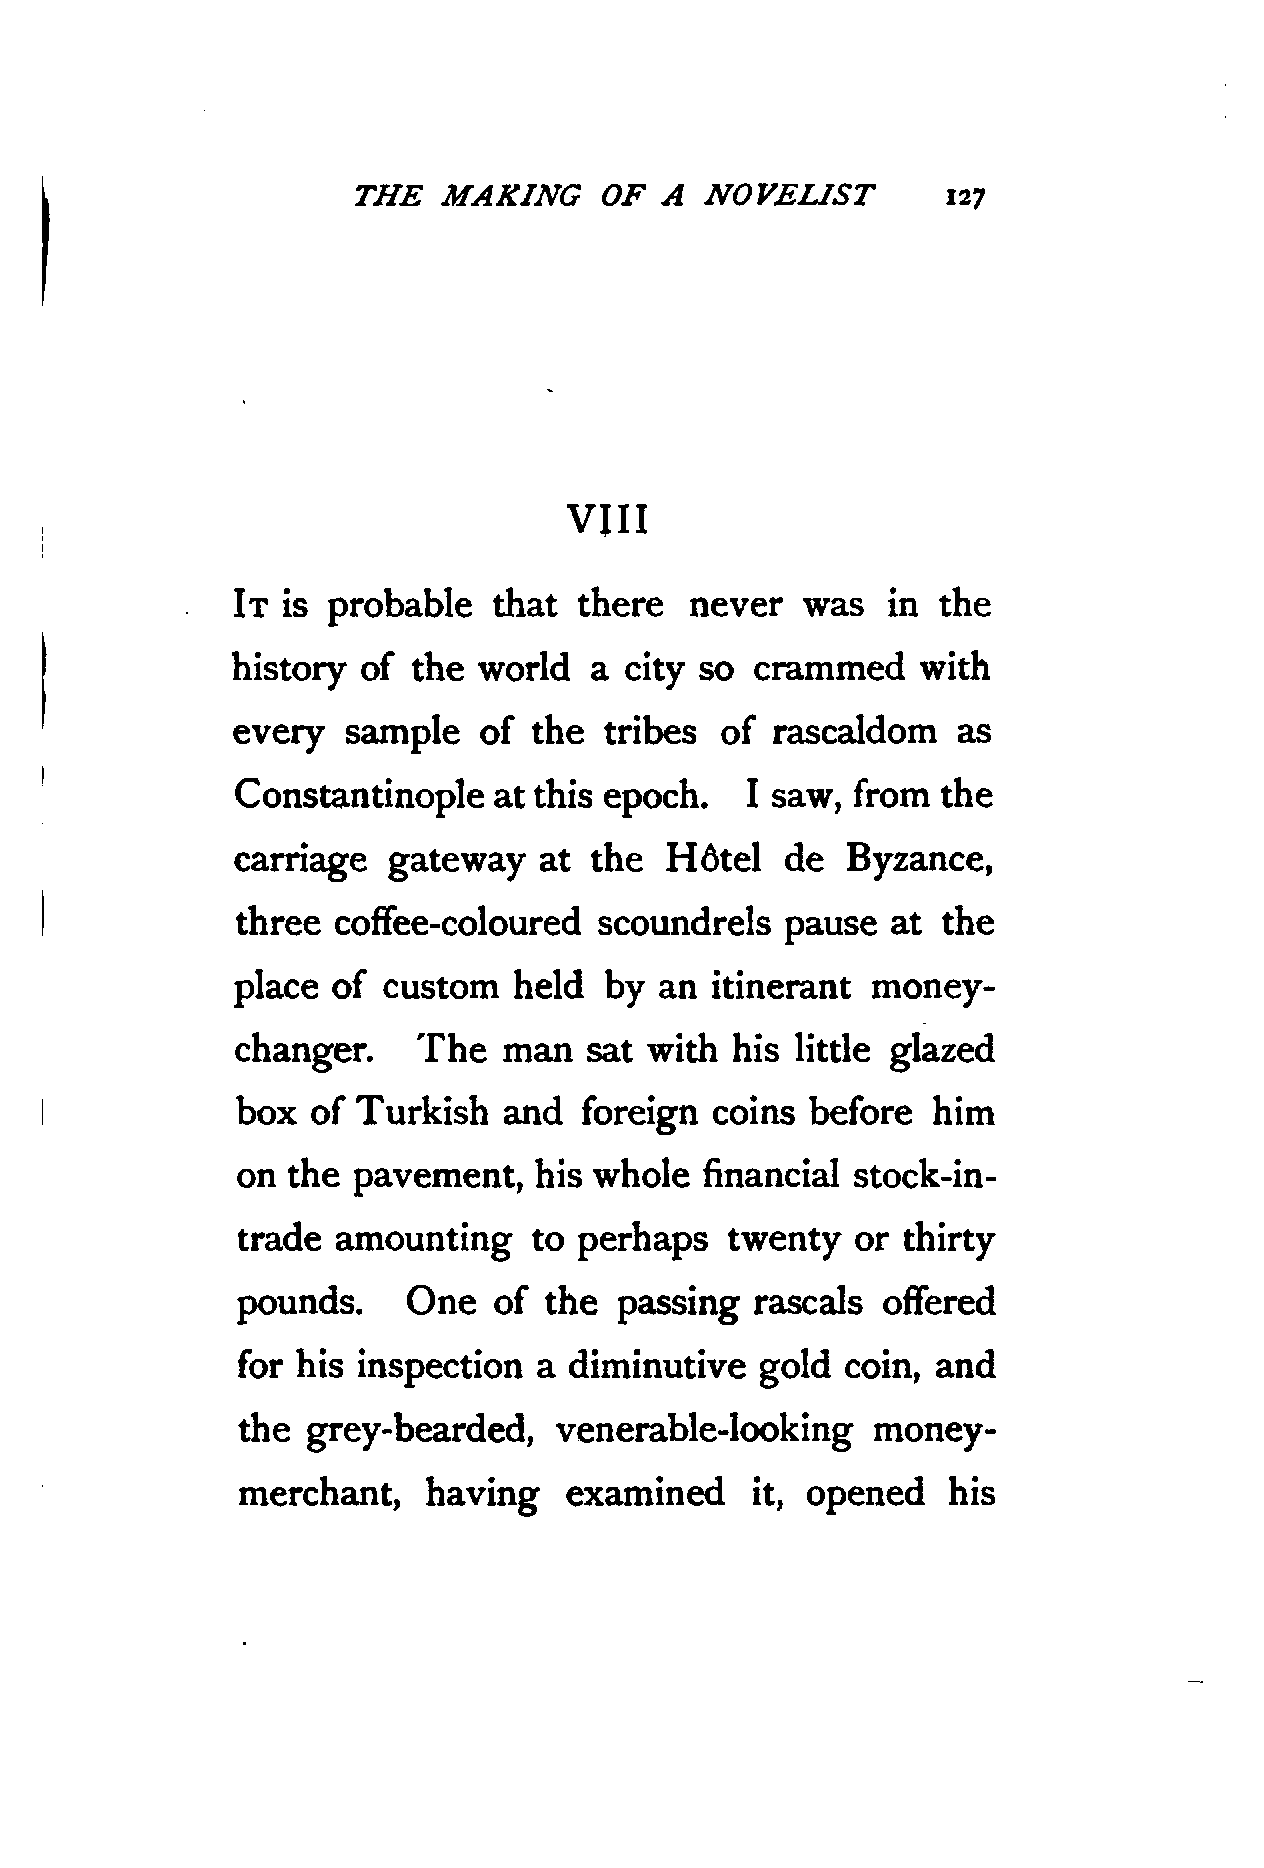 THE MAKING OF A NOVELIST 127
VIII
IT is probable that there never was in the
history of the world a city so crammed with
every sample of the tribes of rascaldom as
Constantinople at this epoch. I saw, from the
carriage gateway at the Hôtel de Byzance,
three coffee-coloured scoundrels pause at the
place of custom held by an itinerant money-
changer. The man sat with his little glazed
box of Turkish and foreign coins before him
on the pavement, his whole financial stock-in-
trade amounting to perhaps twenty or thirty
pounds. One of the passing rascals offered
for his inspection a diminutive gold coin, and
the grey-bearded, venerable-looking money-
merchant, having examined it, opened his